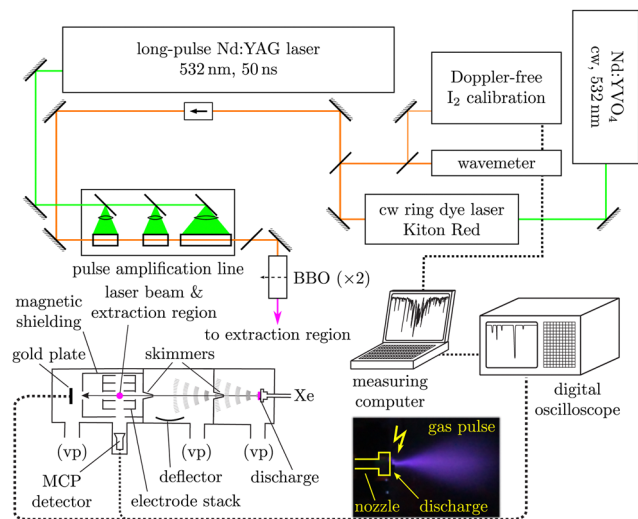 long-pulse Nd:YAG laser
532 nm, 50 ns
Doppler-free
I₂ calibration
Nd:YVO₄
cw, 532 nm
wavemeter
cw ring dye laser
Kiton Red
pulse amplification line
BBO (×2)
laser beam &
extraction region
to extraction region
magnetic
shielding
gold plate
skimmers
Xe
(vp)
(vp)
(vp)
MCP
detector
deflector
electrode stack
discharge
measuring
computer
digital
oscilloscope
gas pulse
nozzle
discharge